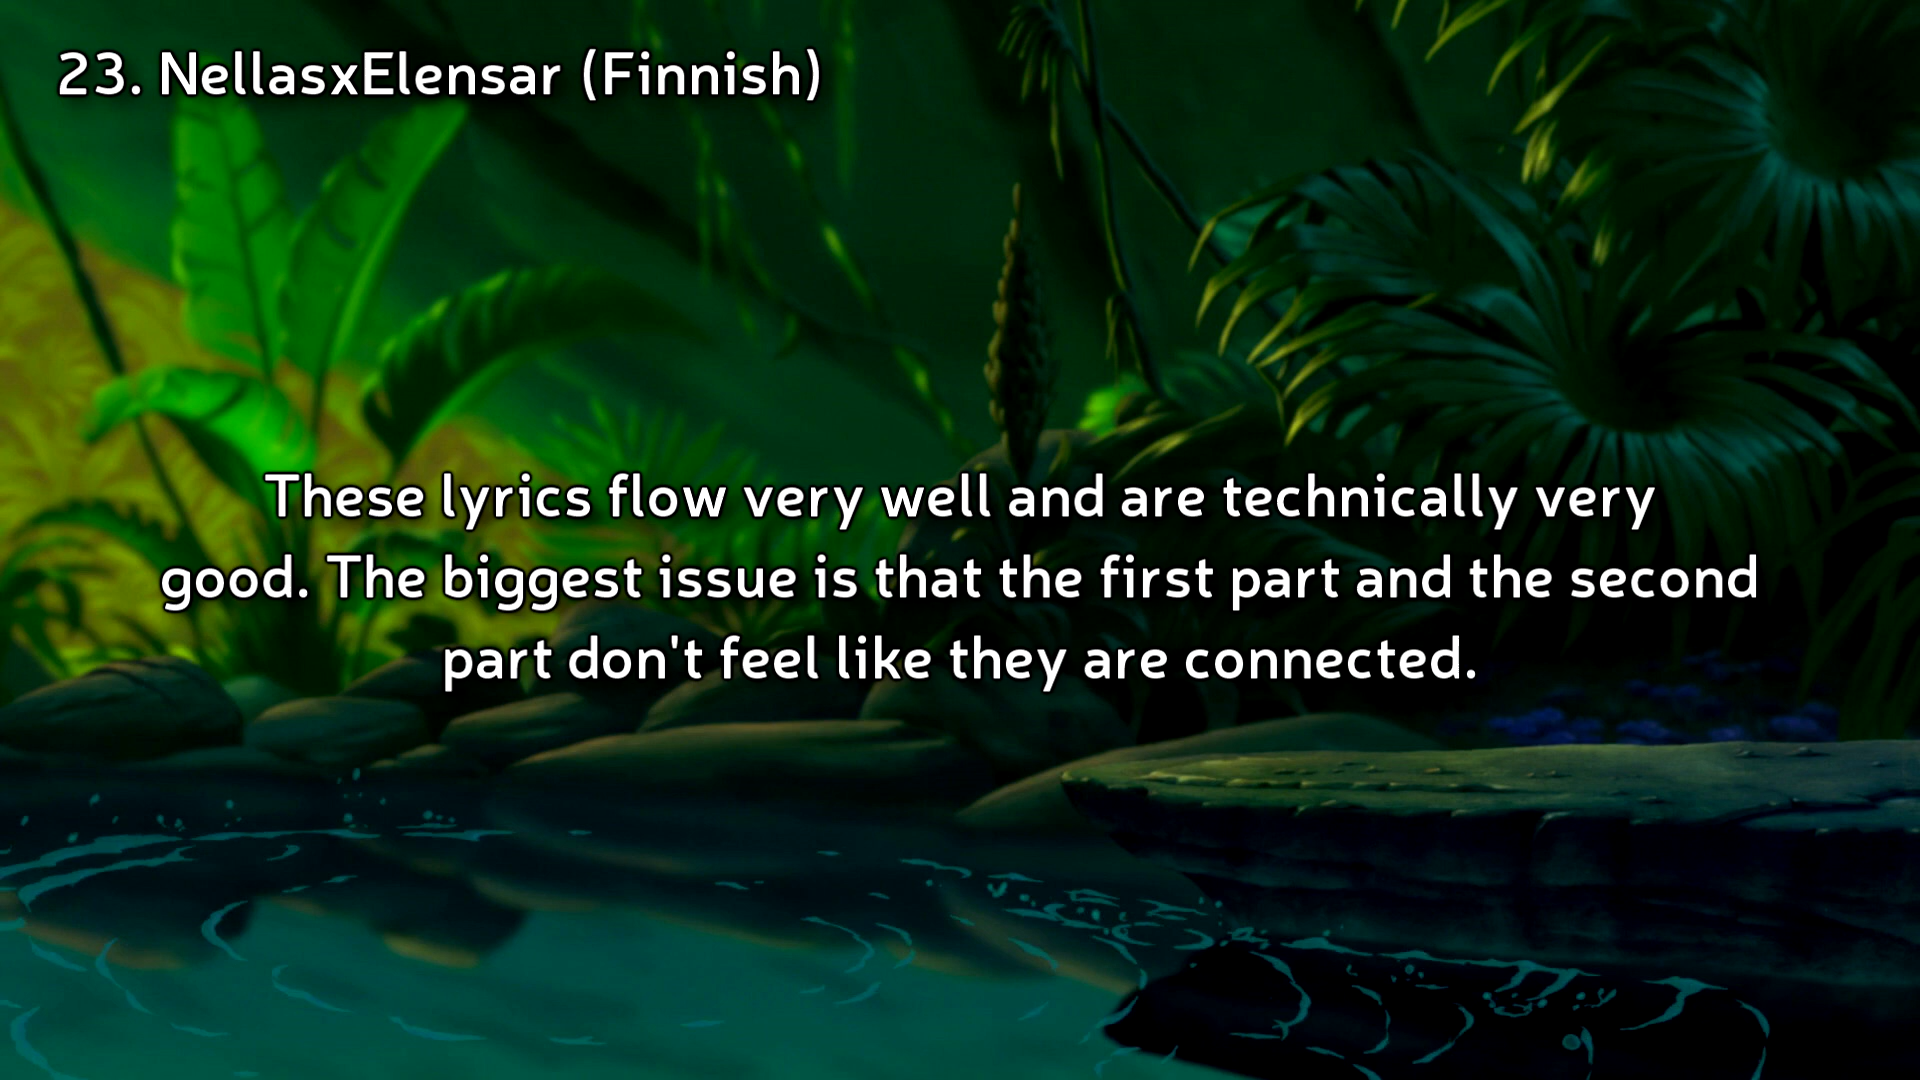 23. NellasxElensar (Finnish)
These lyrics flow very well and are technically very
good. The biggest issue is that the first part and the second
part don't feel like they are connected.